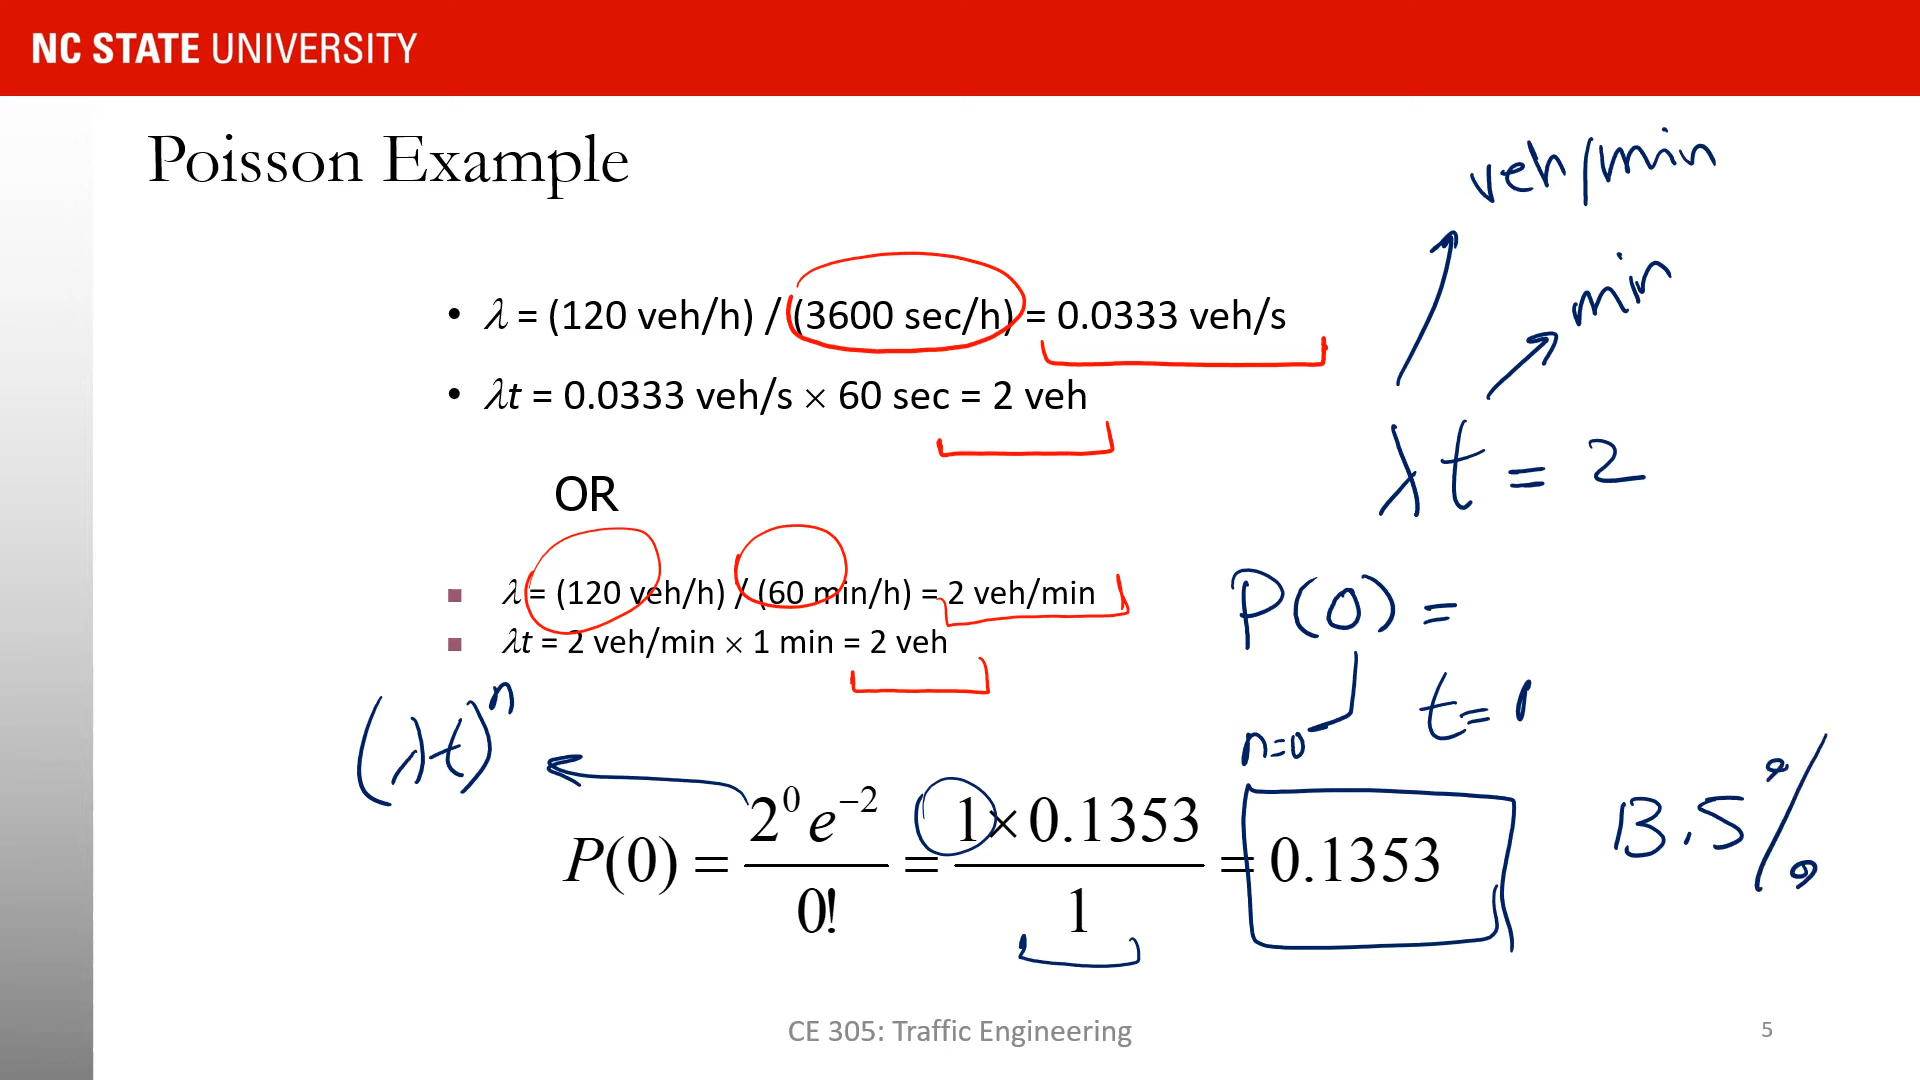 NC STATE UNIVERSITY
Poisson Example
veh/min
min
• λ = (120 veh/h) / (3600 sec/h) = 0.0333 veh/s
• λt = 0.0333 veh/s × 60 sec = 2 veh
λt = 2
OR
■ λ = (120 veh/h) / (60 min/h) = 2 veh/min
■ λt = 2 veh/min × 1 min = 2 veh
P(0) =
t = 1
n=0
(λt)^n
P(0) = 2^0 e^−2 / 0! = 1 × 0.1353 / 1 = 0.1353
13.5%
CE 305: Traffic Engineering
5